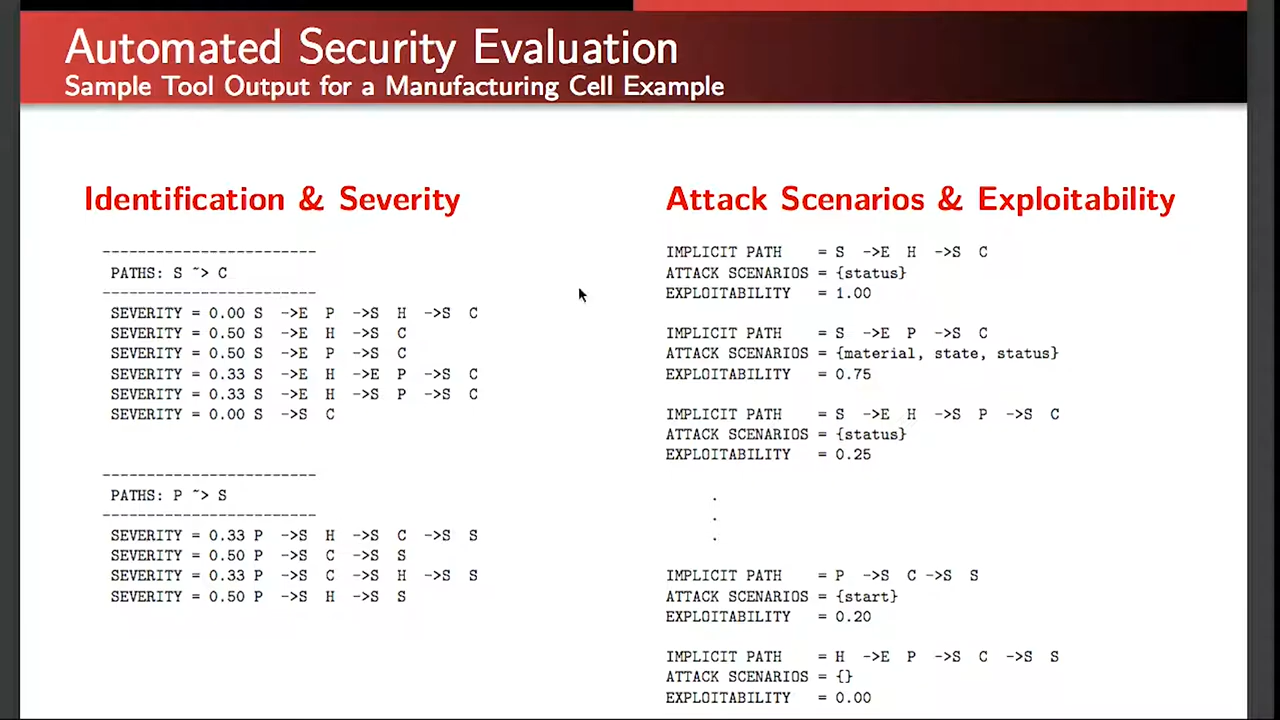 Automated Security Evaluation
Sample Tool Output for a Manufacturing Cell Example
Identification & Severity
-----------------------
PATHS: S ~> C
-----------------------
SEVERITY = 0.00 S ->E P ->S H ->S C
SEVERITY = 0.50 S ->E H ->S C
SEVERITY = 0.50 S ->E P ->S C
SEVERITY = 0.33 S ->E H ->E P ->S C
SEVERITY = 0.33 S ->E H ->S P ->S C
SEVERITY = 0.00 S ->S C
-----------------------
PATHS: P ~> S
-----------------------
SEVERITY = 0.33 P ->S H ->S C ->S S
SEVERITY = 0.50 P ->S C ->S S
SEVERITY = 0.33 P ->S C ->S H ->S S
SEVERITY = 0.50 P ->S H ->S S
Attack Scenarios & Exploitability
IMPLICIT PATH = S ->E H ->S C
ATTACK SCENARIOS = {status}
EXPLOITABILITY = 1.00
IMPLICIT PATH = S ->E P ->S C
ATTACK SCENARIOS = {material, state, status}
EXPLOITABILITY = 0.75
IMPLICIT PATH = S ->E H ->S P ->S C
ATTACK SCENARIOS = {status}
EXPLOITABILITY = 0.25
.
.
.
IMPLICIT PATH = P ->S C ->S S
ATTACK SCENARIOS = {start}
EXPLOITABILITY = 0.20
IMPLICIT PATH = H ->E P ->S C ->S S
ATTACK SCENARIOS = {}
EXPLOITABILITY = 0.00